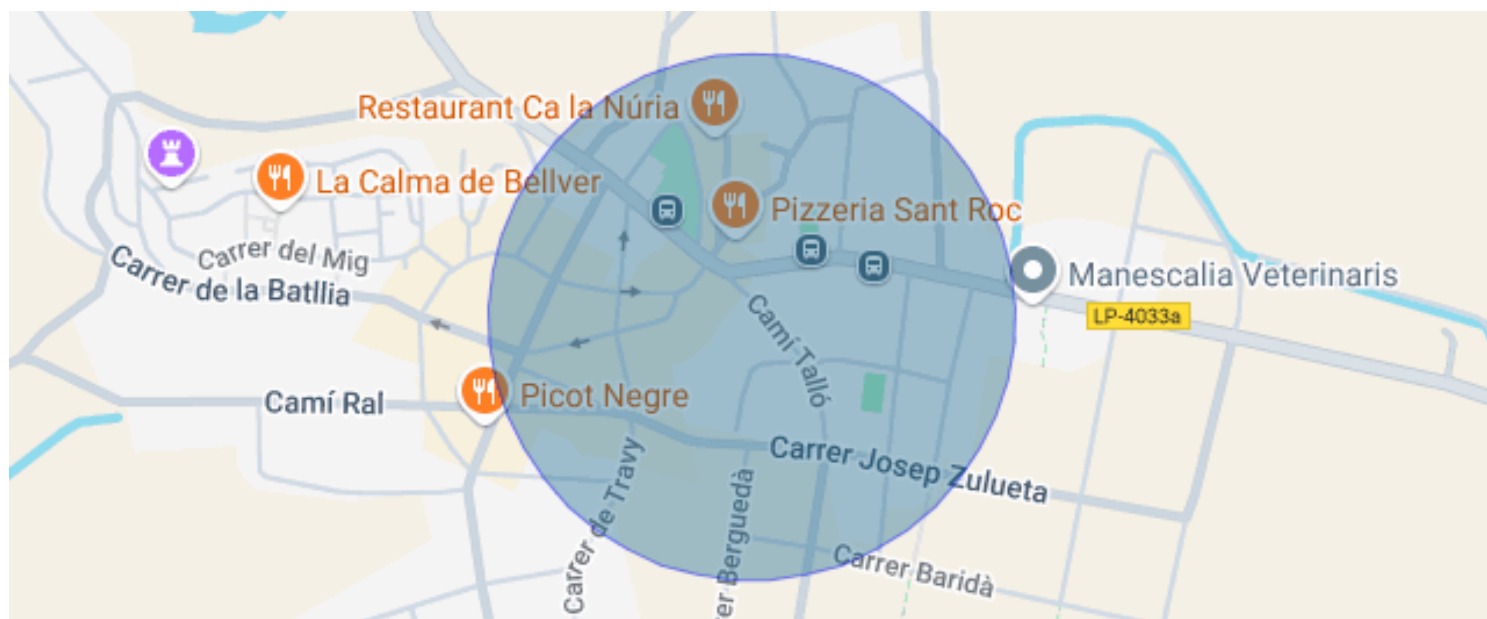 Restaurant Ca la Núria
La Calma de Bellver
Pizzeria Sant Roc
Carrer del Mig
Carrer de la Batllia
Manescalia Veterinaris
LP-4033a
Camí Talló
Camí Ral
Picot Negre
Carrer Josep Zulueta
Carrer de Travy
er Berguedà
Carrer Baridà